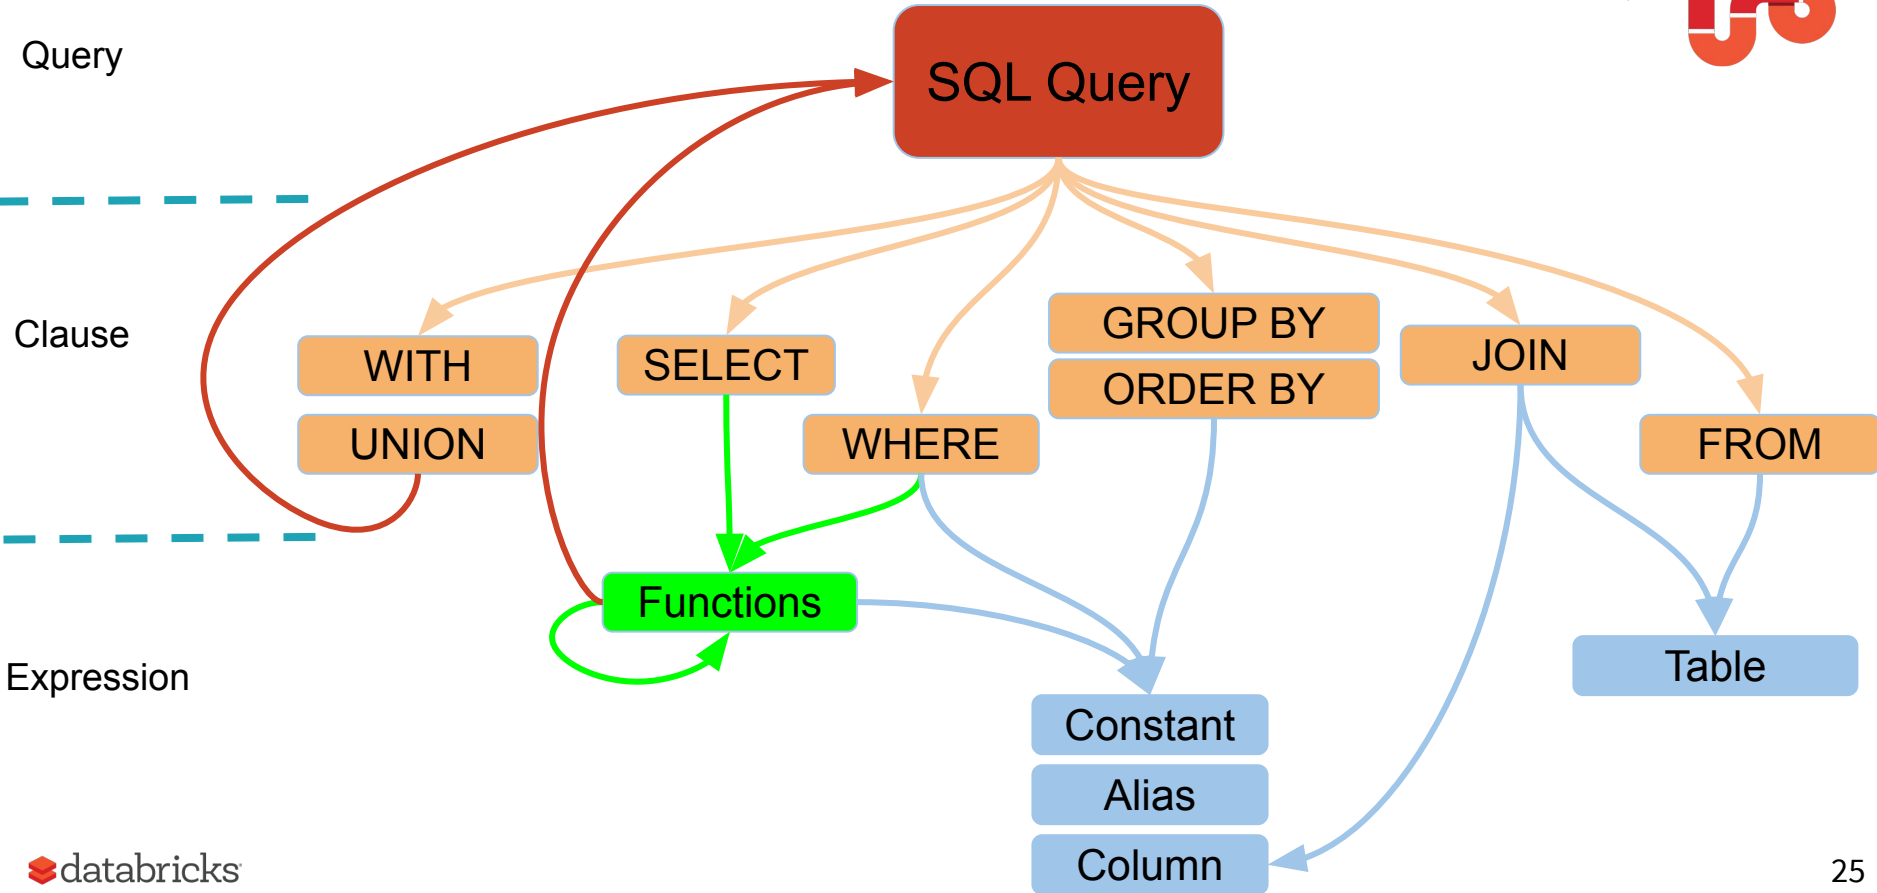 Query
SQL Query
Clause
WITH
UNION
SELECT
WHERE
GROUP BY
ORDER BY
JOIN
FROM
Expression
Functions
Constant
Alias
Column
Table
databricks
25